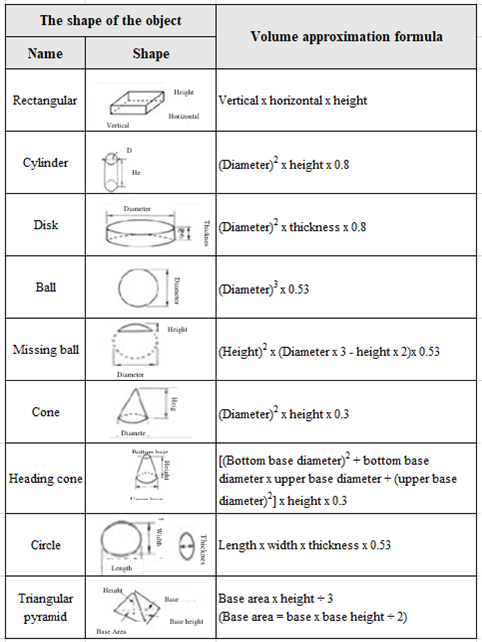 The shape of the object
Volume approximation formula
Name
Shape
Rectangular
Height
Horizontal
Vertical
Vertical x horizontal x height
Cylinder
D
He
(Diameter)² x height x 0.8
Disk
Diameter
Thicknes
(Diameter)² x thickness x 0.8
Ball
Diameter
(Diameter)³ x 0.53
Missing ball
Height
Diameter
(Height)² x (Diameter x 3 - height x 2)x 0.53
Cone
Heig
Diamete
(Diameter)² x height x 0.3
Heading cone
Bottom base
Height
[(Bottom base diameter)² + bottom base
diameter x upper base diameter + (upper base
diameter)²] x height x 0.3
Circle
Width
Thicknes
Length
Length x width x thickness x 0.53
Triangular
pyramid
Height
Base
Base height
Base Area
Base area x height ÷ 3
(Base area = base x base height ÷ 2)